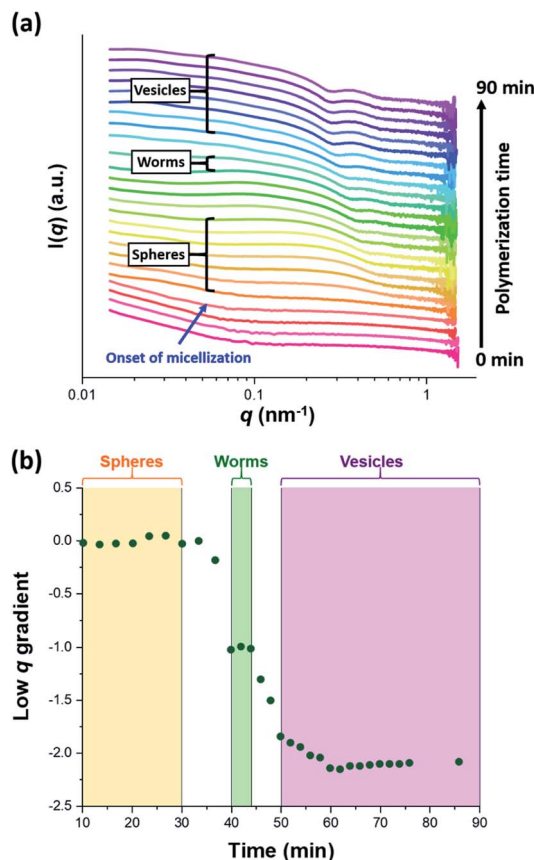 (a)
Vesicles
Worms
Spheres
Onset of micellization
90 min
Polymerization time
0 min
I(q) (a.u.)
0.01 0.1 1
q (nm⁻¹)
(b)
Spheres Worms Vesicles
0.5
0.0
-0.5
-1.0
-1.5
-2.0
-2.5
Low q gradient
10 20 30 40 50 60 70 80 90
Time (min)